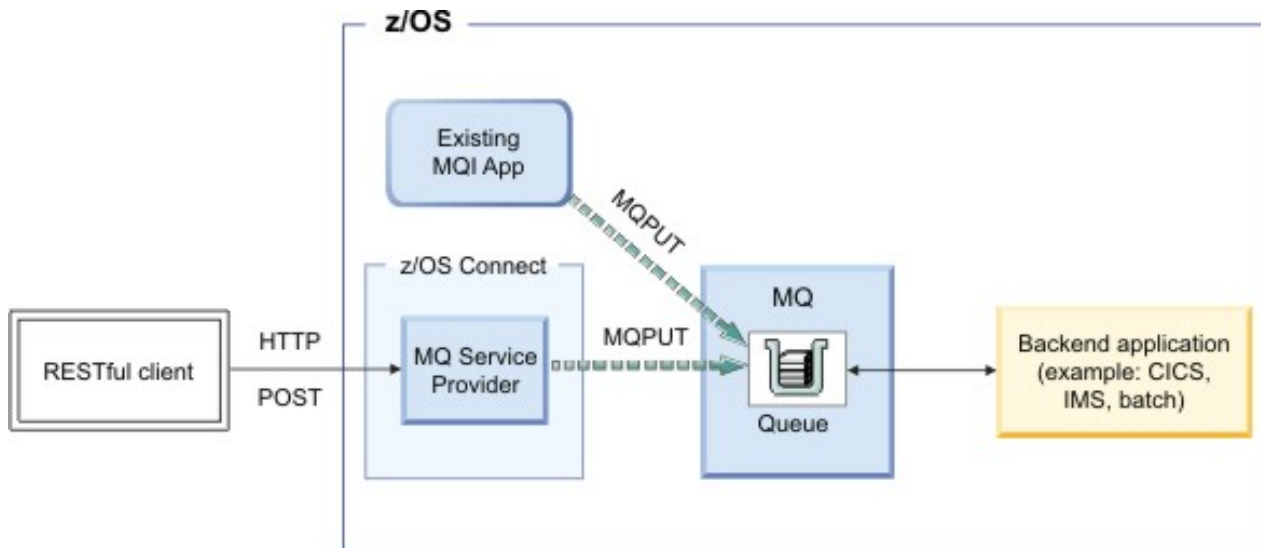 z/OS
Existing
MQI App
MQPUT
z/OS Connect
MQ
RESTful client
HTTP
POST
MQ Service
Provider
MQPUT
Queue
Backend application
(example: CICS,
IMS, batch)